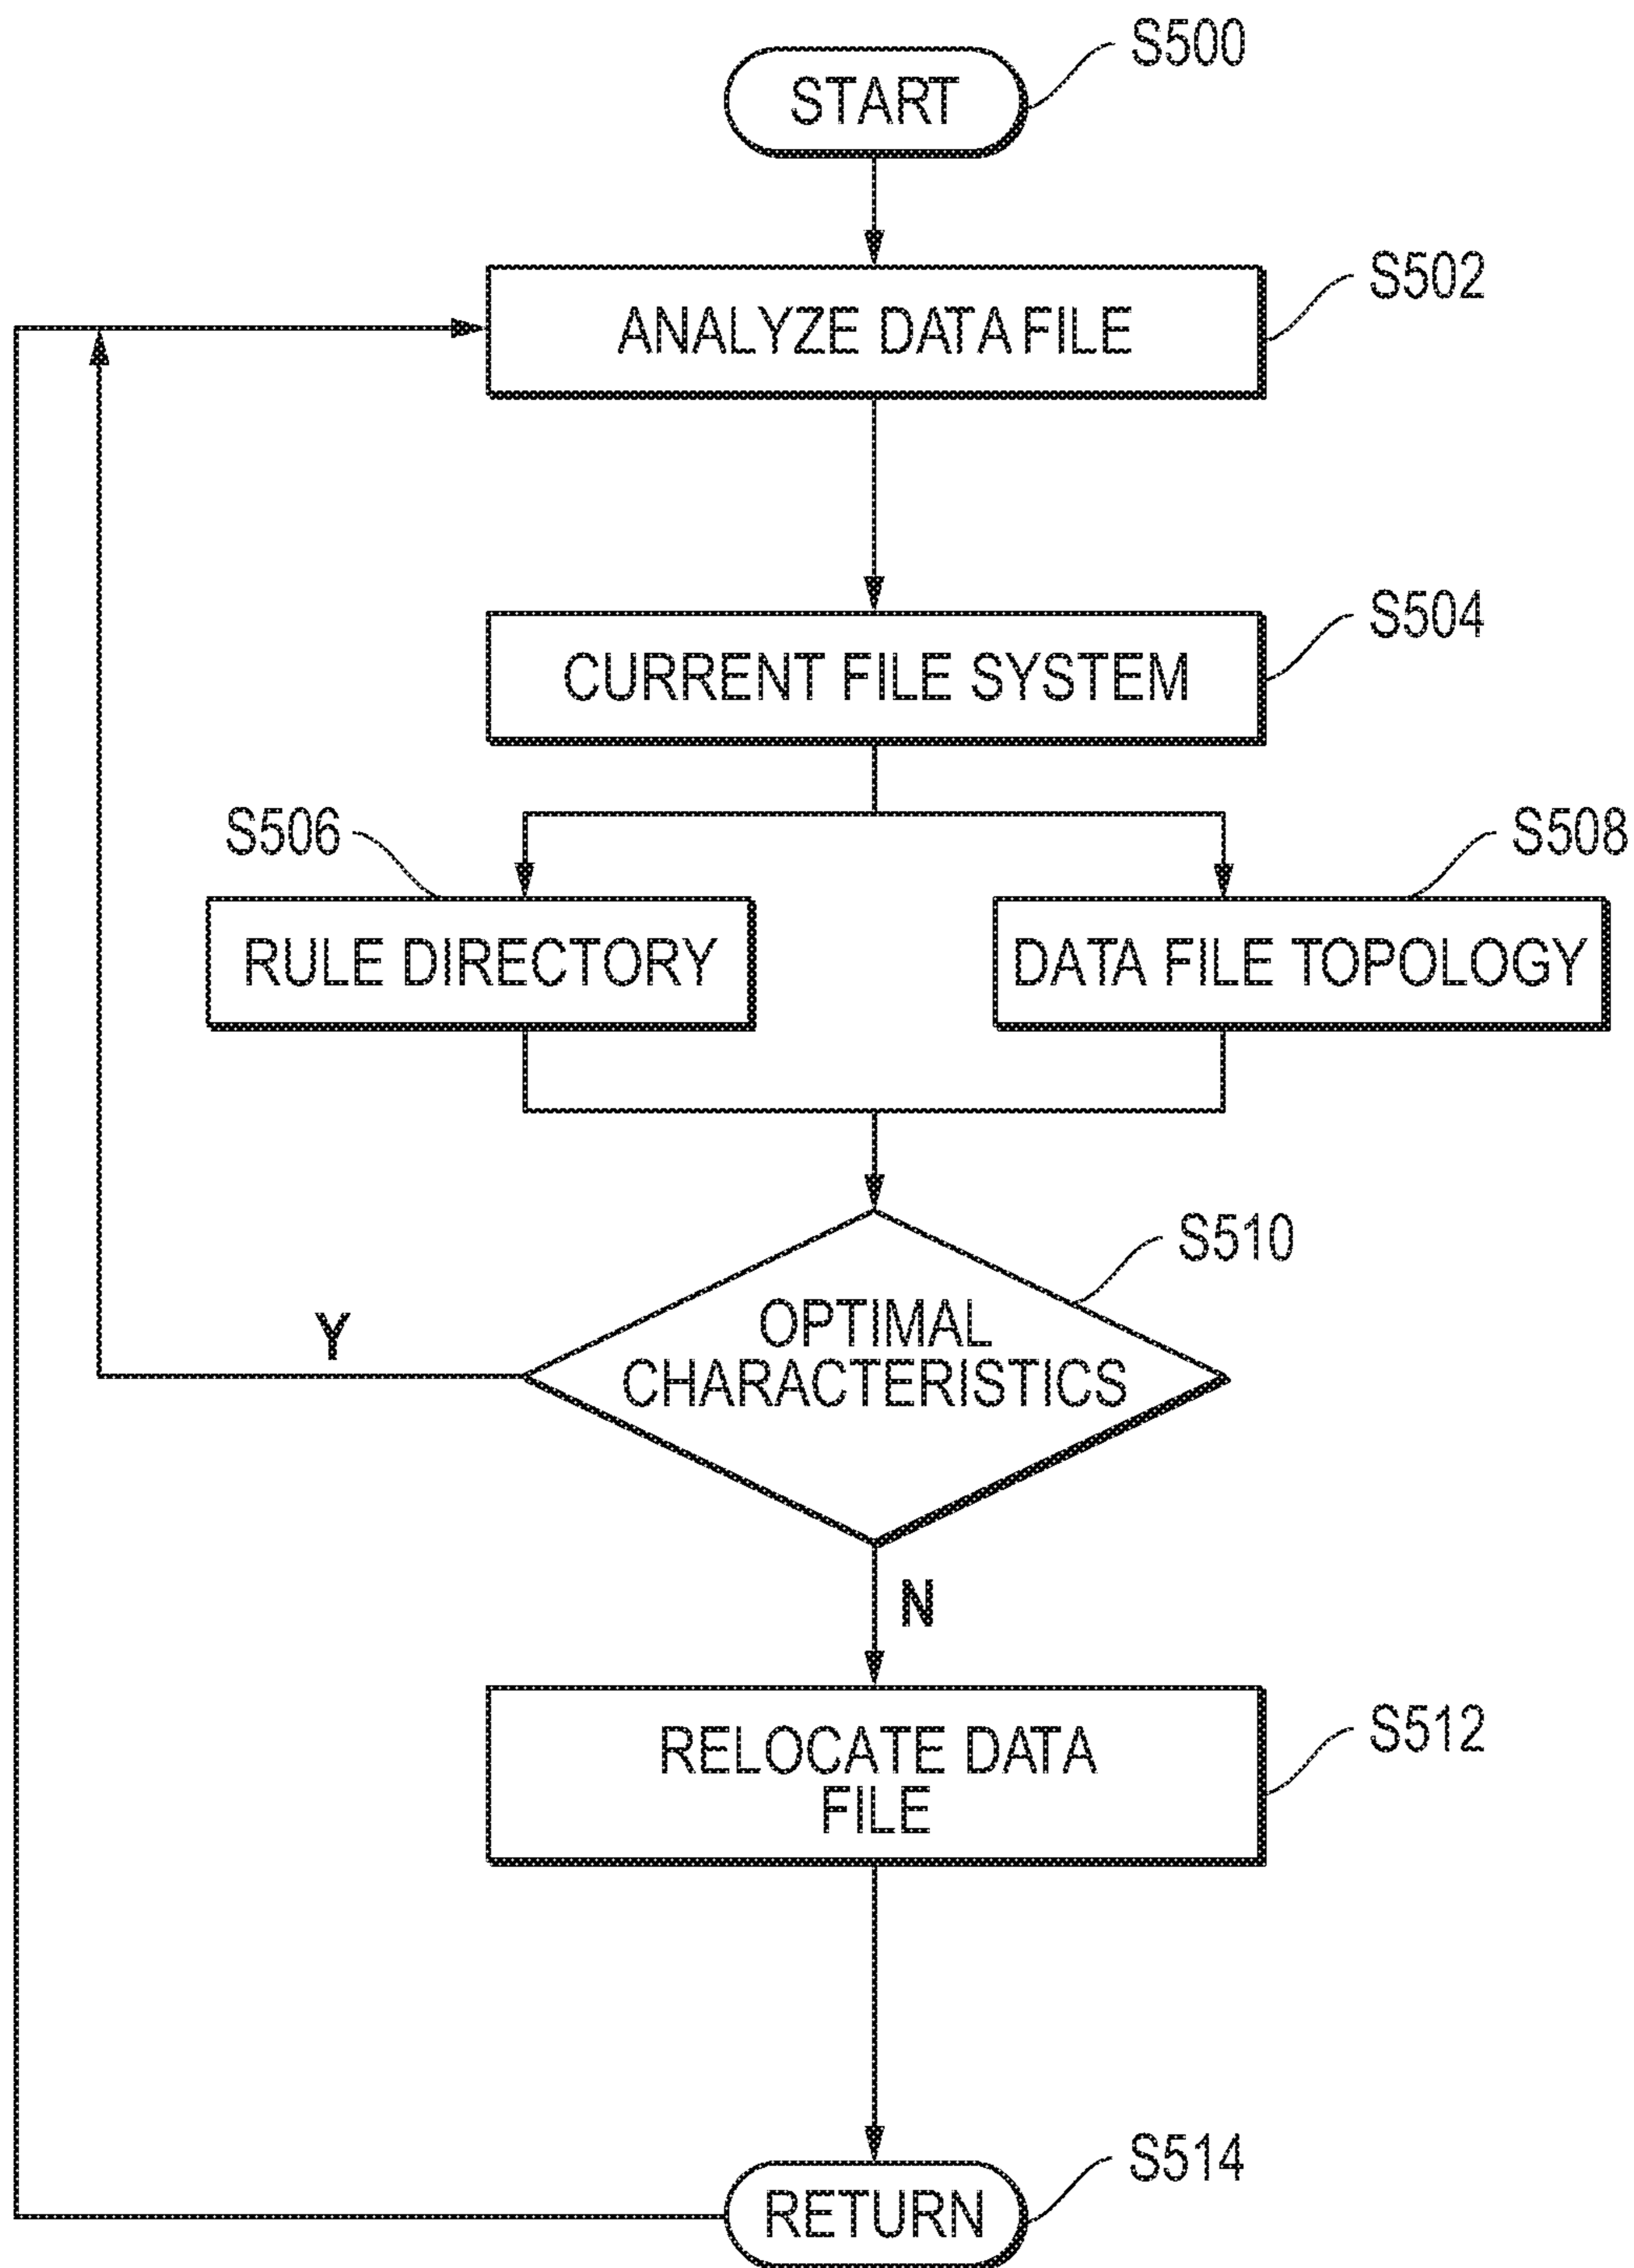 S500
START
S502
ANALYZE DATA FILE
S504
CURRENT FILE SYSTEM
S506
S508
RULE DIRECTORY
DATA FILE TOPOLOGY
S510
OPTIMAL
CHARACTERISTICS
Y
N
S512
RELOCATE DATA
FILE
S514
RETURN